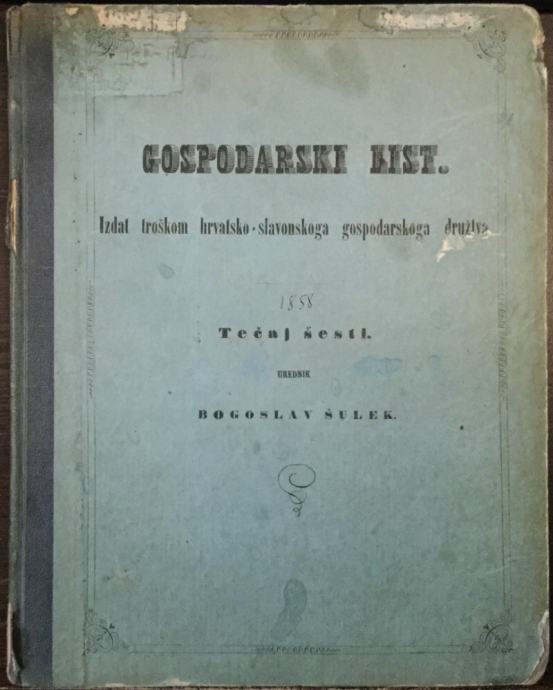 GOSPODARSKI LIST.
Izdat troškom hrvatsko-slavonskoga gospodarskoga družtva
1858
Tečaj šesti.
UREDNIK
BOGOSLAV ŠULEK.